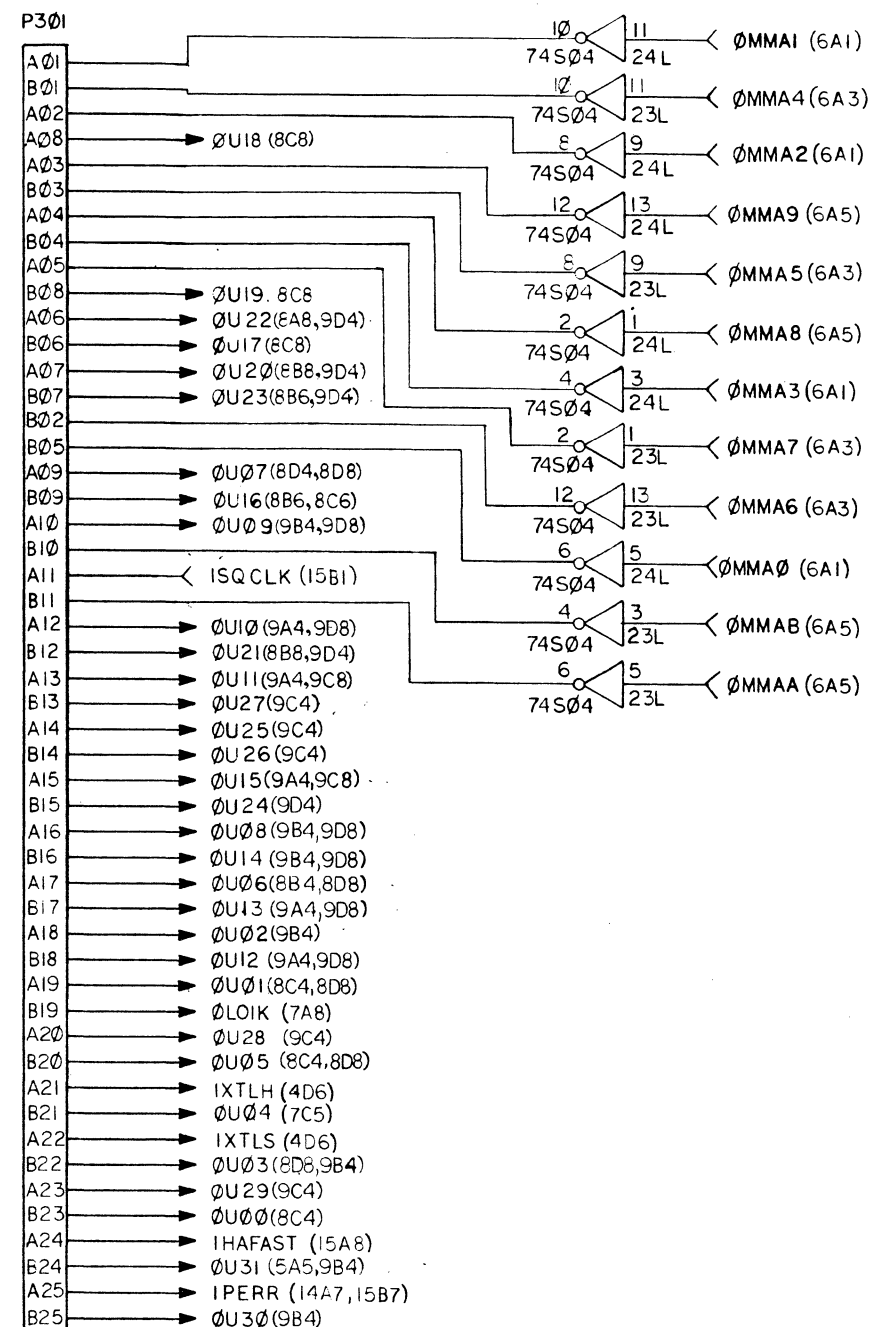 PØ3Ø1
AØ1
BØ1
AØ2
AØ8 ØU18 (8C8)
AØ3
BØ3
AØ4
BØ4
AØ5
BØ8 ØU19. 8C8
AØ6 ØU22(8A8,9D4)
BØ6 ØU17(8C8)
AØ7 ØU2Ø(8B8,9D4)
BØ7 ØU23(8B6,9D4)
BØ2
BØ5
AØ9 ØUØ7(8D4,8D8)
BØ9 ØU16(8B6,8C6)
A1Ø ØUØ9(9B4,9D8)
B1Ø
A11 1SQCLK (15B1)
B11
A12 ØU1Ø(9A4,9D8)
B12 ØU21(8B8,9D4)
A13 ØU11(9A4,9C8)
B13 ØU27(9C4)
A14 ØU25(9C4)
B14 ØU26(9C4)
A15 ØU15(9A4,9C8)
B15 ØU24(9D4)
A16 ØUØ8(9B4,9D8)
B16 ØU14(9B4,9D8)
A17 ØUØ6(8B4,8D8)
B17 ØU13(9A4,9D8)
A18 ØUØ2(9B4)
B18 ØU12 (9A4,9D8)
A19 ØUØ1(8C4,8D8)
B19 ØLOIK (7A8)
A2Ø ØU28 (9C4)
B2Ø ØUØ5 (8C4,8D8)
A21 1XTLH (4D6)
B21 ØUØ4 (7C5)
A22 1XTLS (4D6)
B22 ØUØ3(8D8,9B4)
A23 ØU29(9C4)
B23 ØUØØ(8C4)
A24 1HAFAST (15A8)
B24 ØU31 (5A5,9B4)
A25 1PERR (14A7,15B7)
B25 ØU3Ø(9B4)
1Ø 11 ØMMA1 (6A1)
74SØ4 24L
1Ø 11 ØMMA4(6A3)
74SØ4 23L
8 9 ØMMA2(6A1)
74SØ4 24L
12 13 ØMMA9(6A5)
74SØ4 24L
8 9 ØMMA5(6A3)
74SØ4 23L
2 1 ØMMA8(6A5)
74SØ4 24L
4 3 ØMMA3(6A1)
74SØ4 24L
2 1 ØMMA7(6A3)
74SØ4 23L
12 13 ØMMA6(6A3)
74SØ4 23L
6 5 ØMMAØ (6A1)
74SØ4 24L
4 3 ØMMAB(6A5)
74SØ4 23L
6 5 ØMMAA(6A5)
74SØ4 23L